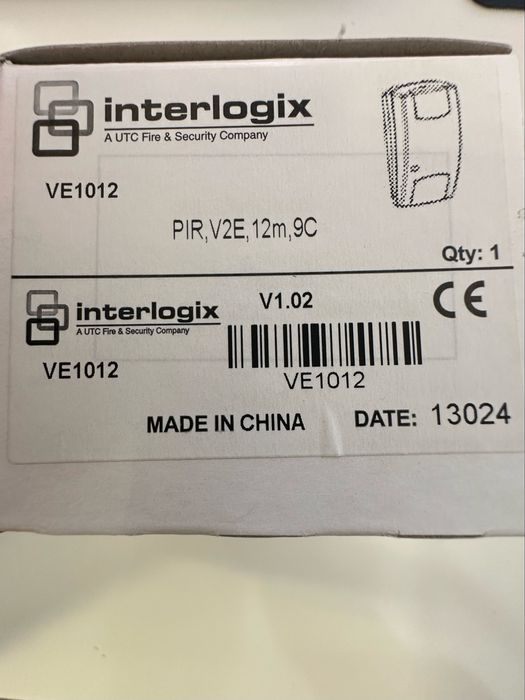 interlogix
A UTC Fire & Security Company
VE1012
PIR,V2E,12m,9C
Qty: 1
interlogix
A UTC Fire & Security Company
V1.02
CE
VE1012
VE1012
MADE IN CHINA
DATE: 13024